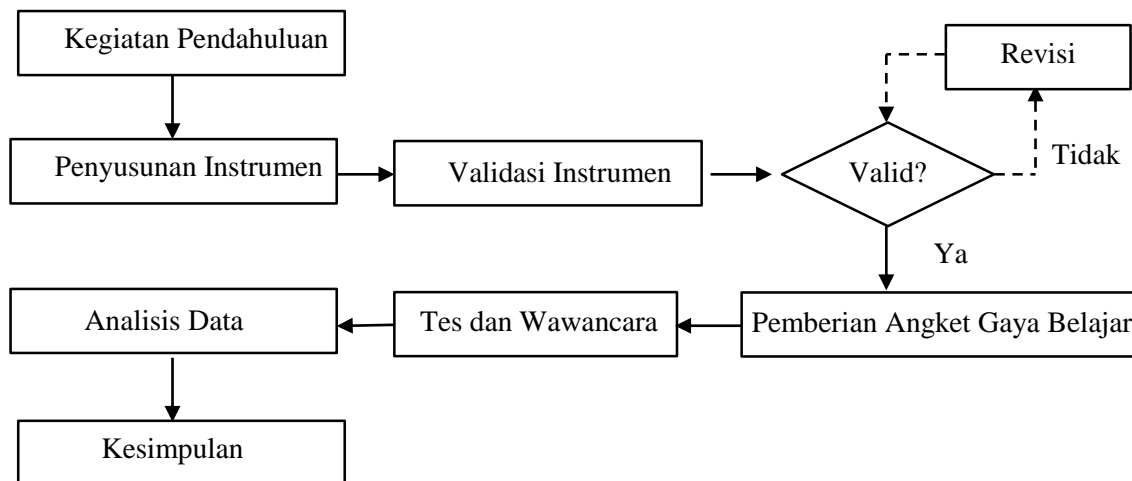 Kegiatan Pendahuluan
Revisi
Penyusunan Instrumen
Validasi Instrumen
Valid?
Tidak
Ya
Analisis Data
Tes dan Wawancara
Pemberian Angket Gaya Belajar
Kesimpulan